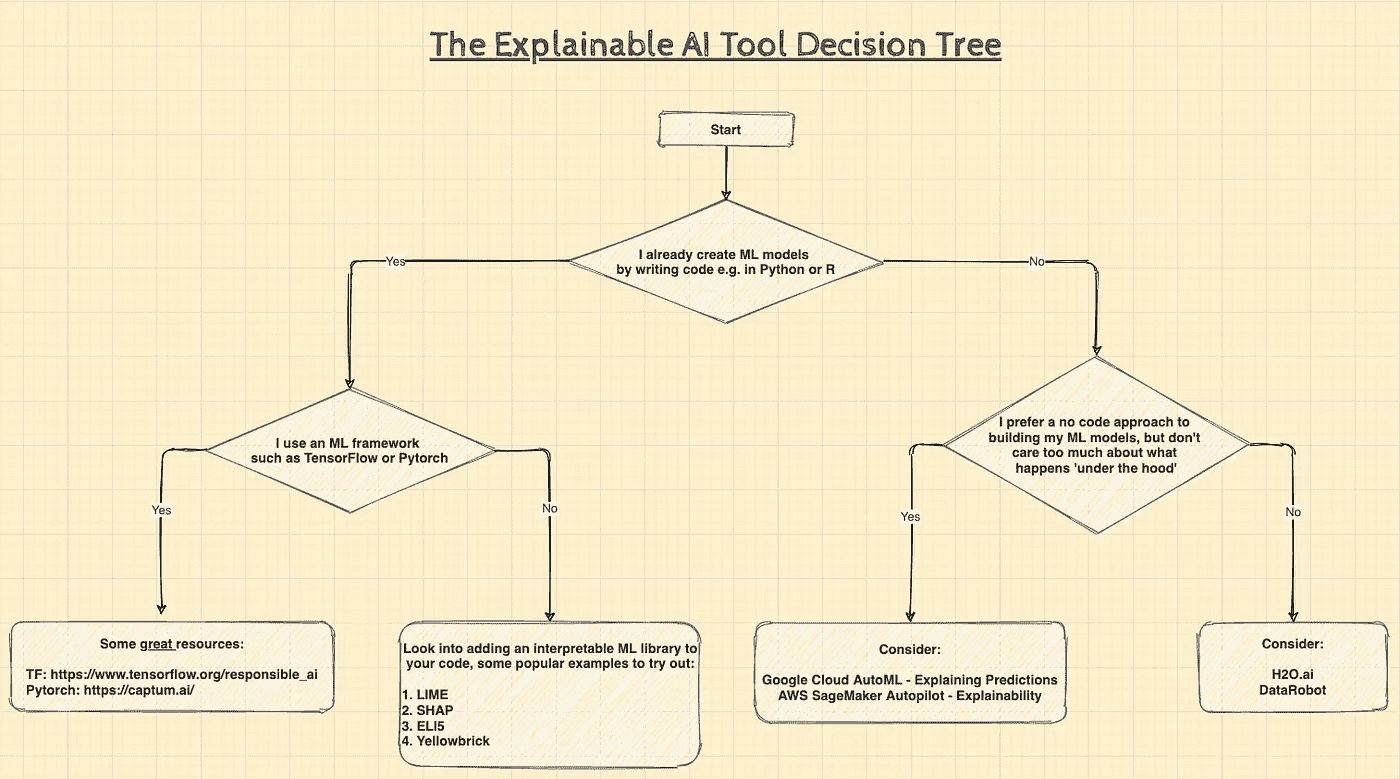 The Explainable AI Tool Decision Tree
Start
I already create ML models
by writing code e.g. in Python or R
Yes
No
I use an ML framework
such as TensorFlow or Pytorch
I prefer a no code approach to
building my ML models, but don't
care too much about what
happens 'under the hood'
Yes
No
Yes
No
Some great resources:
TF: https://www.tensorflow.org/responsible_ai
Pytorch: https://captum.ai/
Look into adding an interpretable ML library to
your code, some popular examples to try out:
1. LIME
2. SHAP
3. ELI5
4. Yellowbrick
Consider:
Google Cloud AutoML - Explaining Predictions
AWS SageMaker Autopilot - Explainability
Consider:
H2O.ai
DataRobot